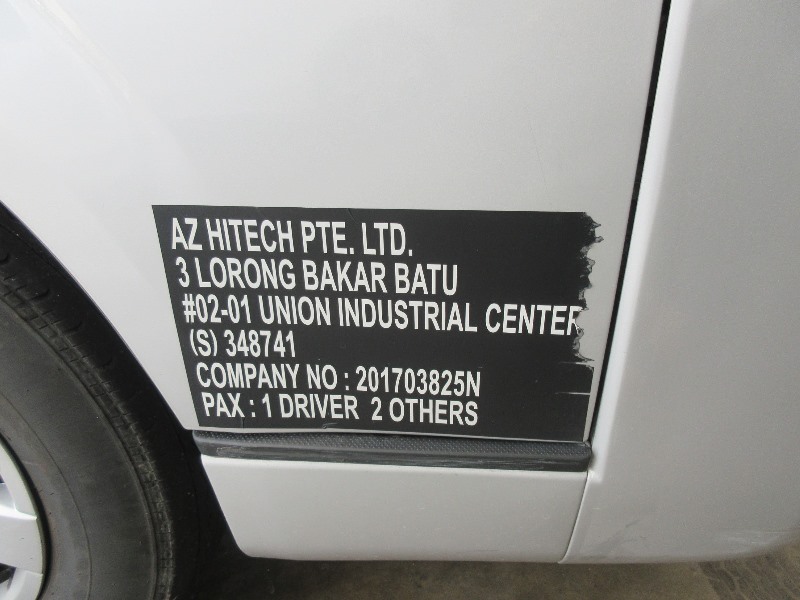 AZ HITECH PTE. LTD.
3 LORONG BAKAR BATU
#02-01 UNION INDUSTRIAL CENTER
(S) 348741
COMPANY NO : 201703825N
PAX : 1 DRIVER 2 OTHERS